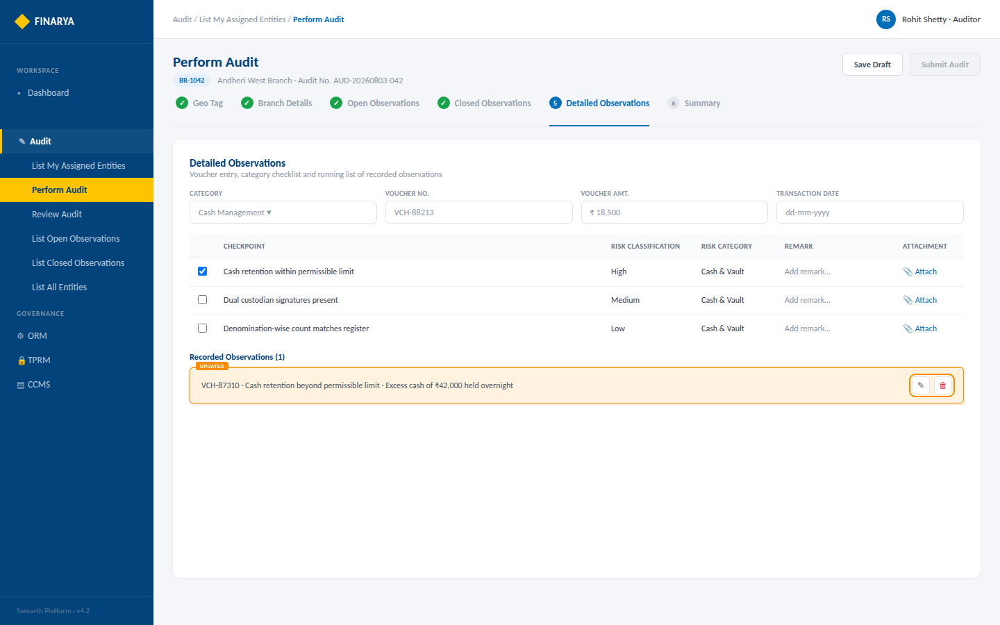 FINARYA
Audit / List My Assigned Entities / Perform Audit
RS
Rohit Shetty · Auditor
WORKSPACE
Dashboard
Audit
List My Assigned Entities
Perform Audit
Review Audit
List Open Observations
List Closed Observations
List All Entities
GOVERNANCE
ORM
TPRM
CCMS
Samarth Platform · v4.2
Perform Audit
BR-1042 Andheri West Branch · Audit No. AUD-20260803-042
Save Draft
Submit Audit
✓ Geo Tag
✓ Branch Details
✓ Open Observations
✓ Closed Observations
5 Detailed Observations
6 Summary
Detailed Observations
Voucher entry, category checklist and running list of recorded observations
CATEGORY VOUCHER NO. VOUCHER AMT. TRANSACTION DATE
Cash Management ▾ VCH-88213 ₹ 18,500 dd-mm-yyyy
CHECKPOINT RISK CLASSIFICATION RISK CATEGORY REMARK ATTACHMENT
Cash retention within permissible limit High Cash & Vault Add remark... 📎 Attach
Dual custodian signatures present Medium Cash & Vault Add remark... 📎 Attach
Denomination-wise count matches register Low Cash & Vault Add remark... 📎 Attach
Recorded Observations (1)
UPDATED
VCH-87310 · Cash retention beyond permissible limit · Excess cash of ₹42,000 held overnight